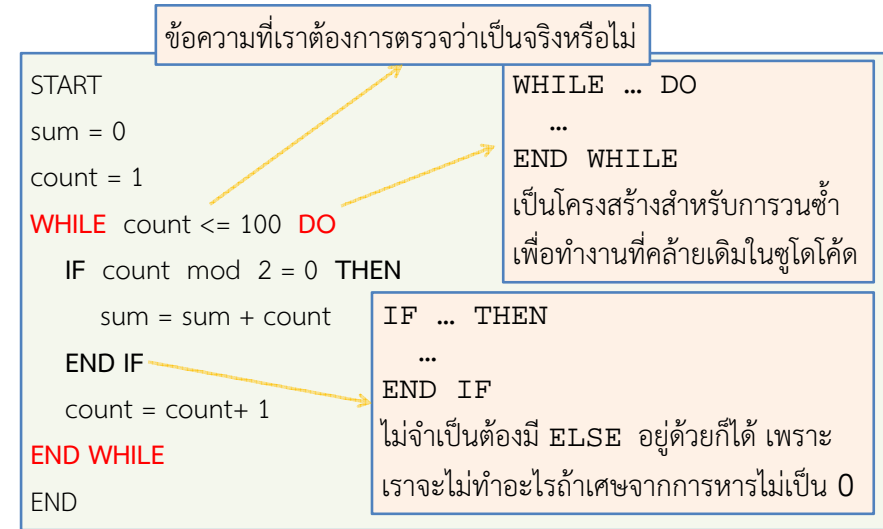 ข้อความที่เราต้องการตรวจว่าเป็นจริงหรือไม่
START
sum = 0
count = 1
WHILE count <= 100 DO
IF count mod 2 = 0 THEN
sum = sum + count
END IF
count = count+ 1
END WHILE
END
WHILE … DO
…
END WHILE
เป็นโครงสร้างสำหรับการวนซ้ำ
เพื่อทำงานที่คล้ายเดิมในซูโดโค้ด
IF … THEN
…
END IF
ไม่จำเป็นต้องมี ELSE อยู่ด้วยก็ได้ เพราะ
เราจะไม่ทำอะไรถ้าเศษจากการหารไม่เป็น 0